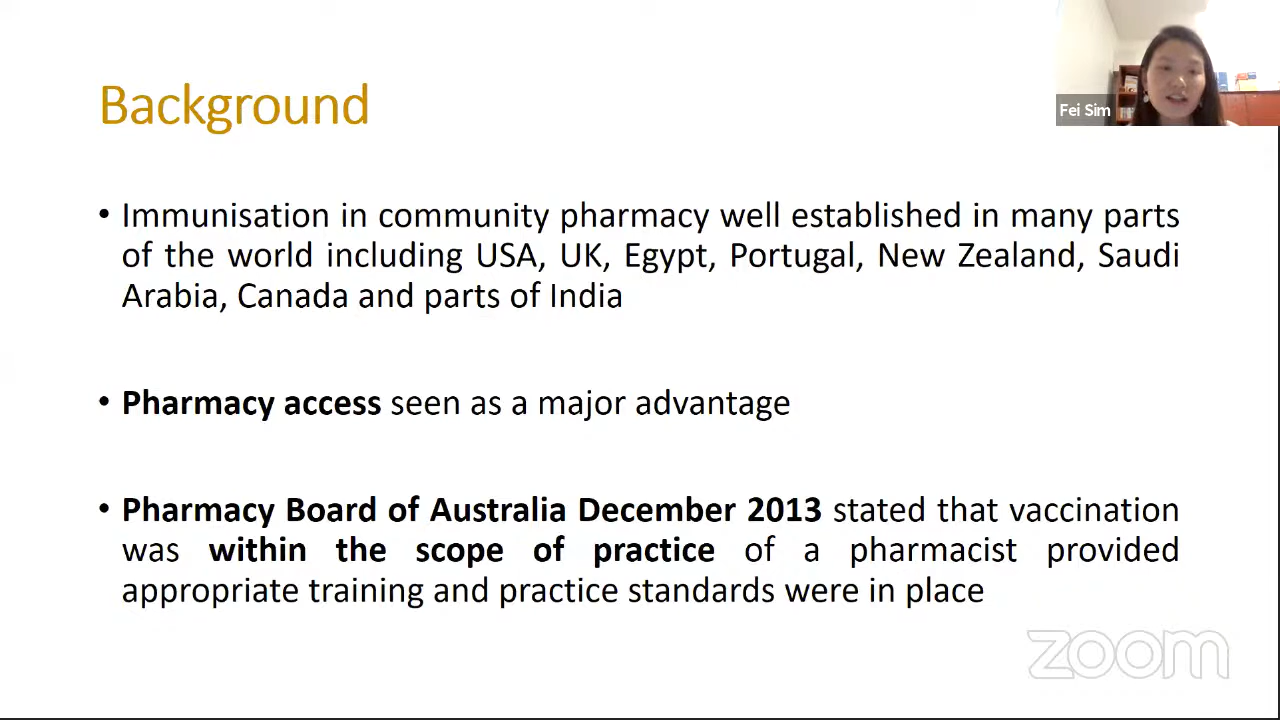 Background
Fei Sim
• Immunisation in community pharmacy well established in many parts
of the world including USA, UK, Egypt, Portugal, New Zealand, Saudi
Arabia, Canada and parts of India
• Pharmacy access seen as a major advantage
• Pharmacy Board of Australia December 2013 stated that vaccination
was within the scope of practice of a pharmacist provided
appropriate training and practice standards were in place
zoom